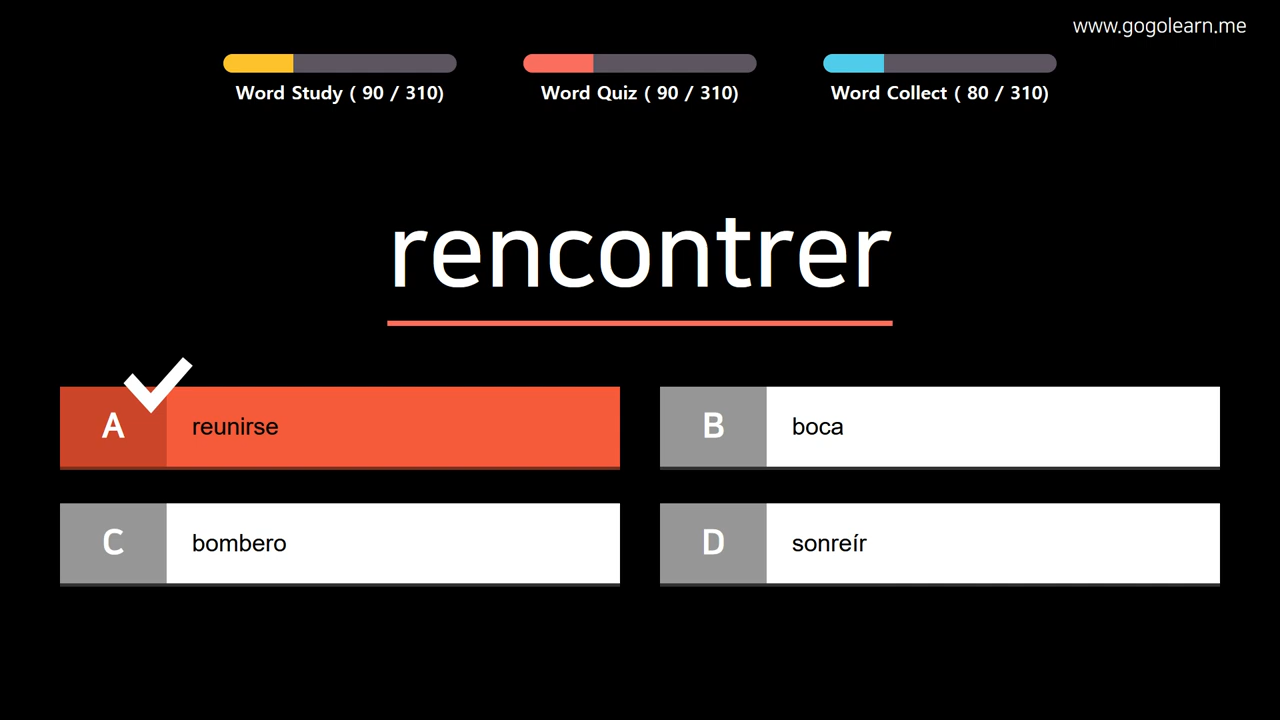 www.gogolearn.me
Word Study ( 90 / 310)
Word Quiz ( 90 / 310)
Word Collect ( 80 / 310)
rencontrer
A reunirse
B boca
C bombero
D sonreír